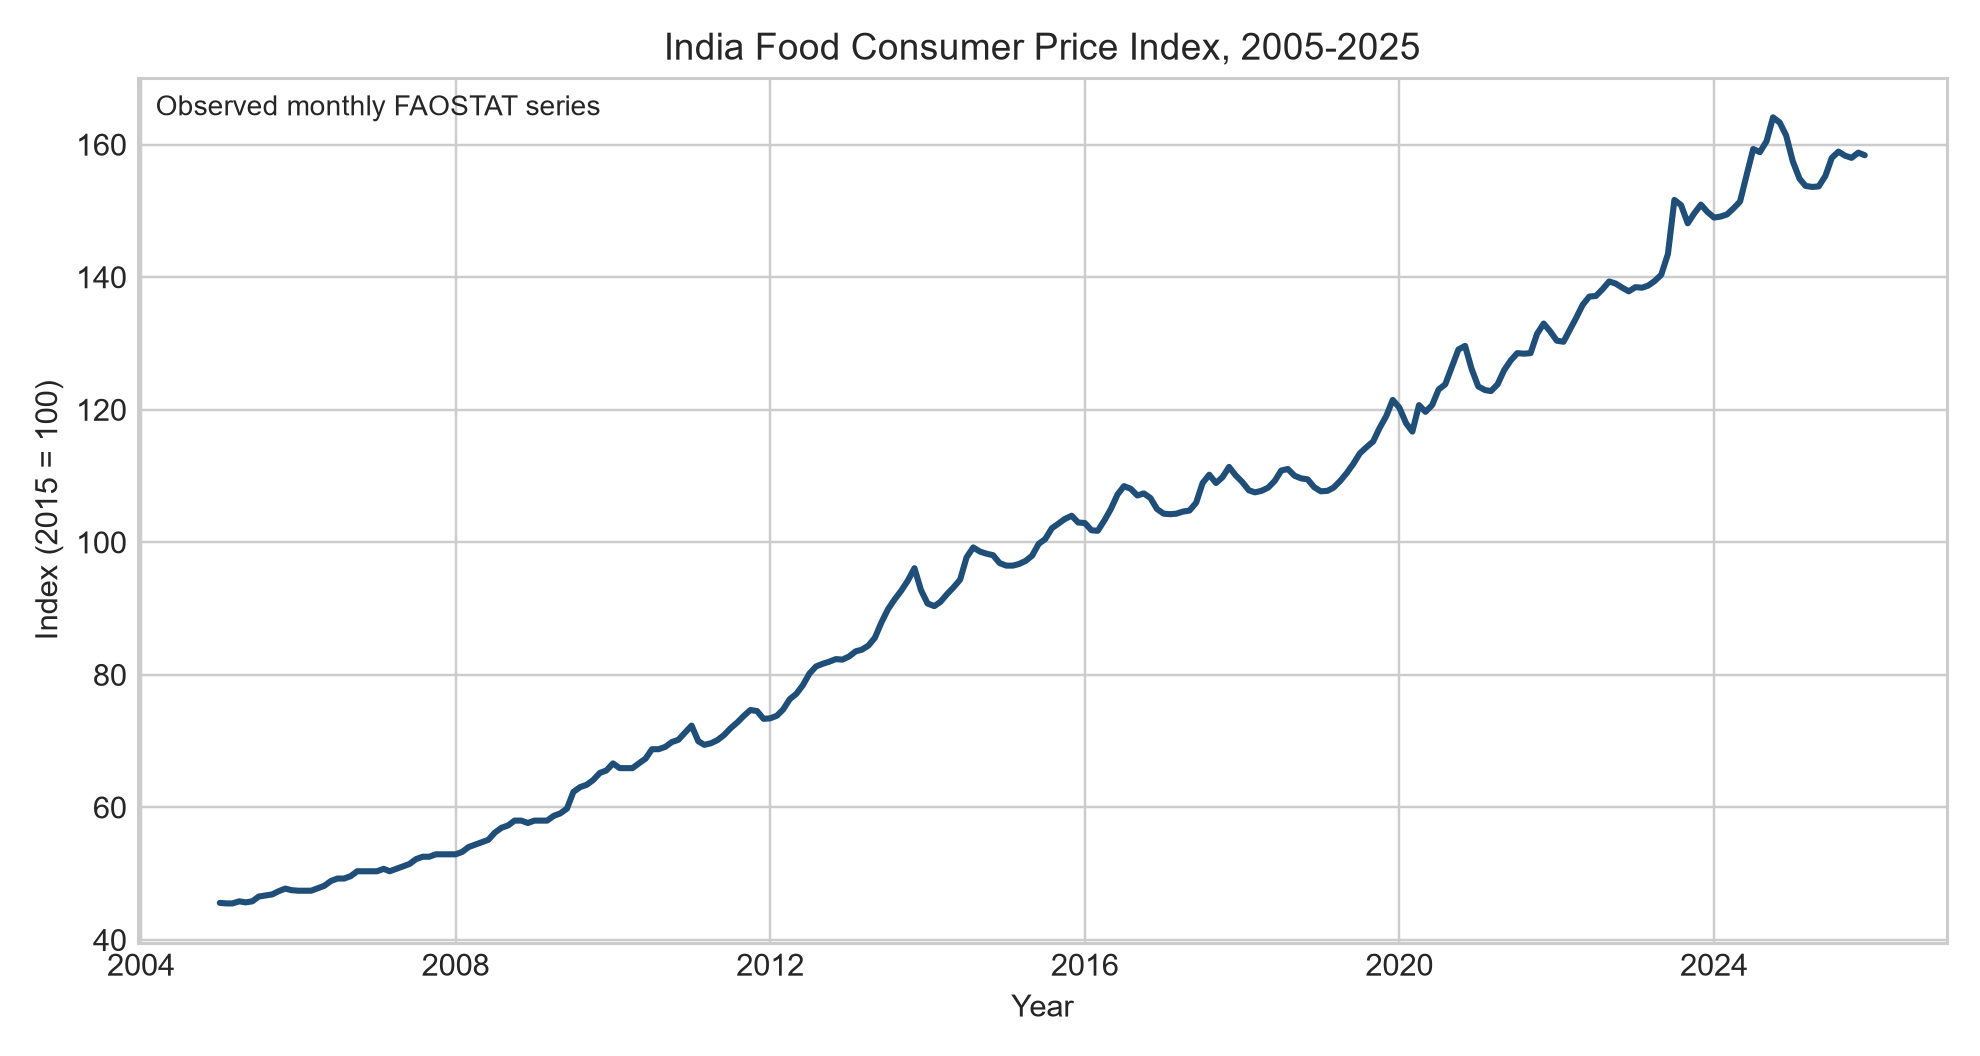 India Food Consumer Price Index, 2005-2025
Observed monthly FAOSTAT series
Index (2015 = 100)
160
140
120
100
80
60
40
2004 2008 2012 2016 2020 2024
Year